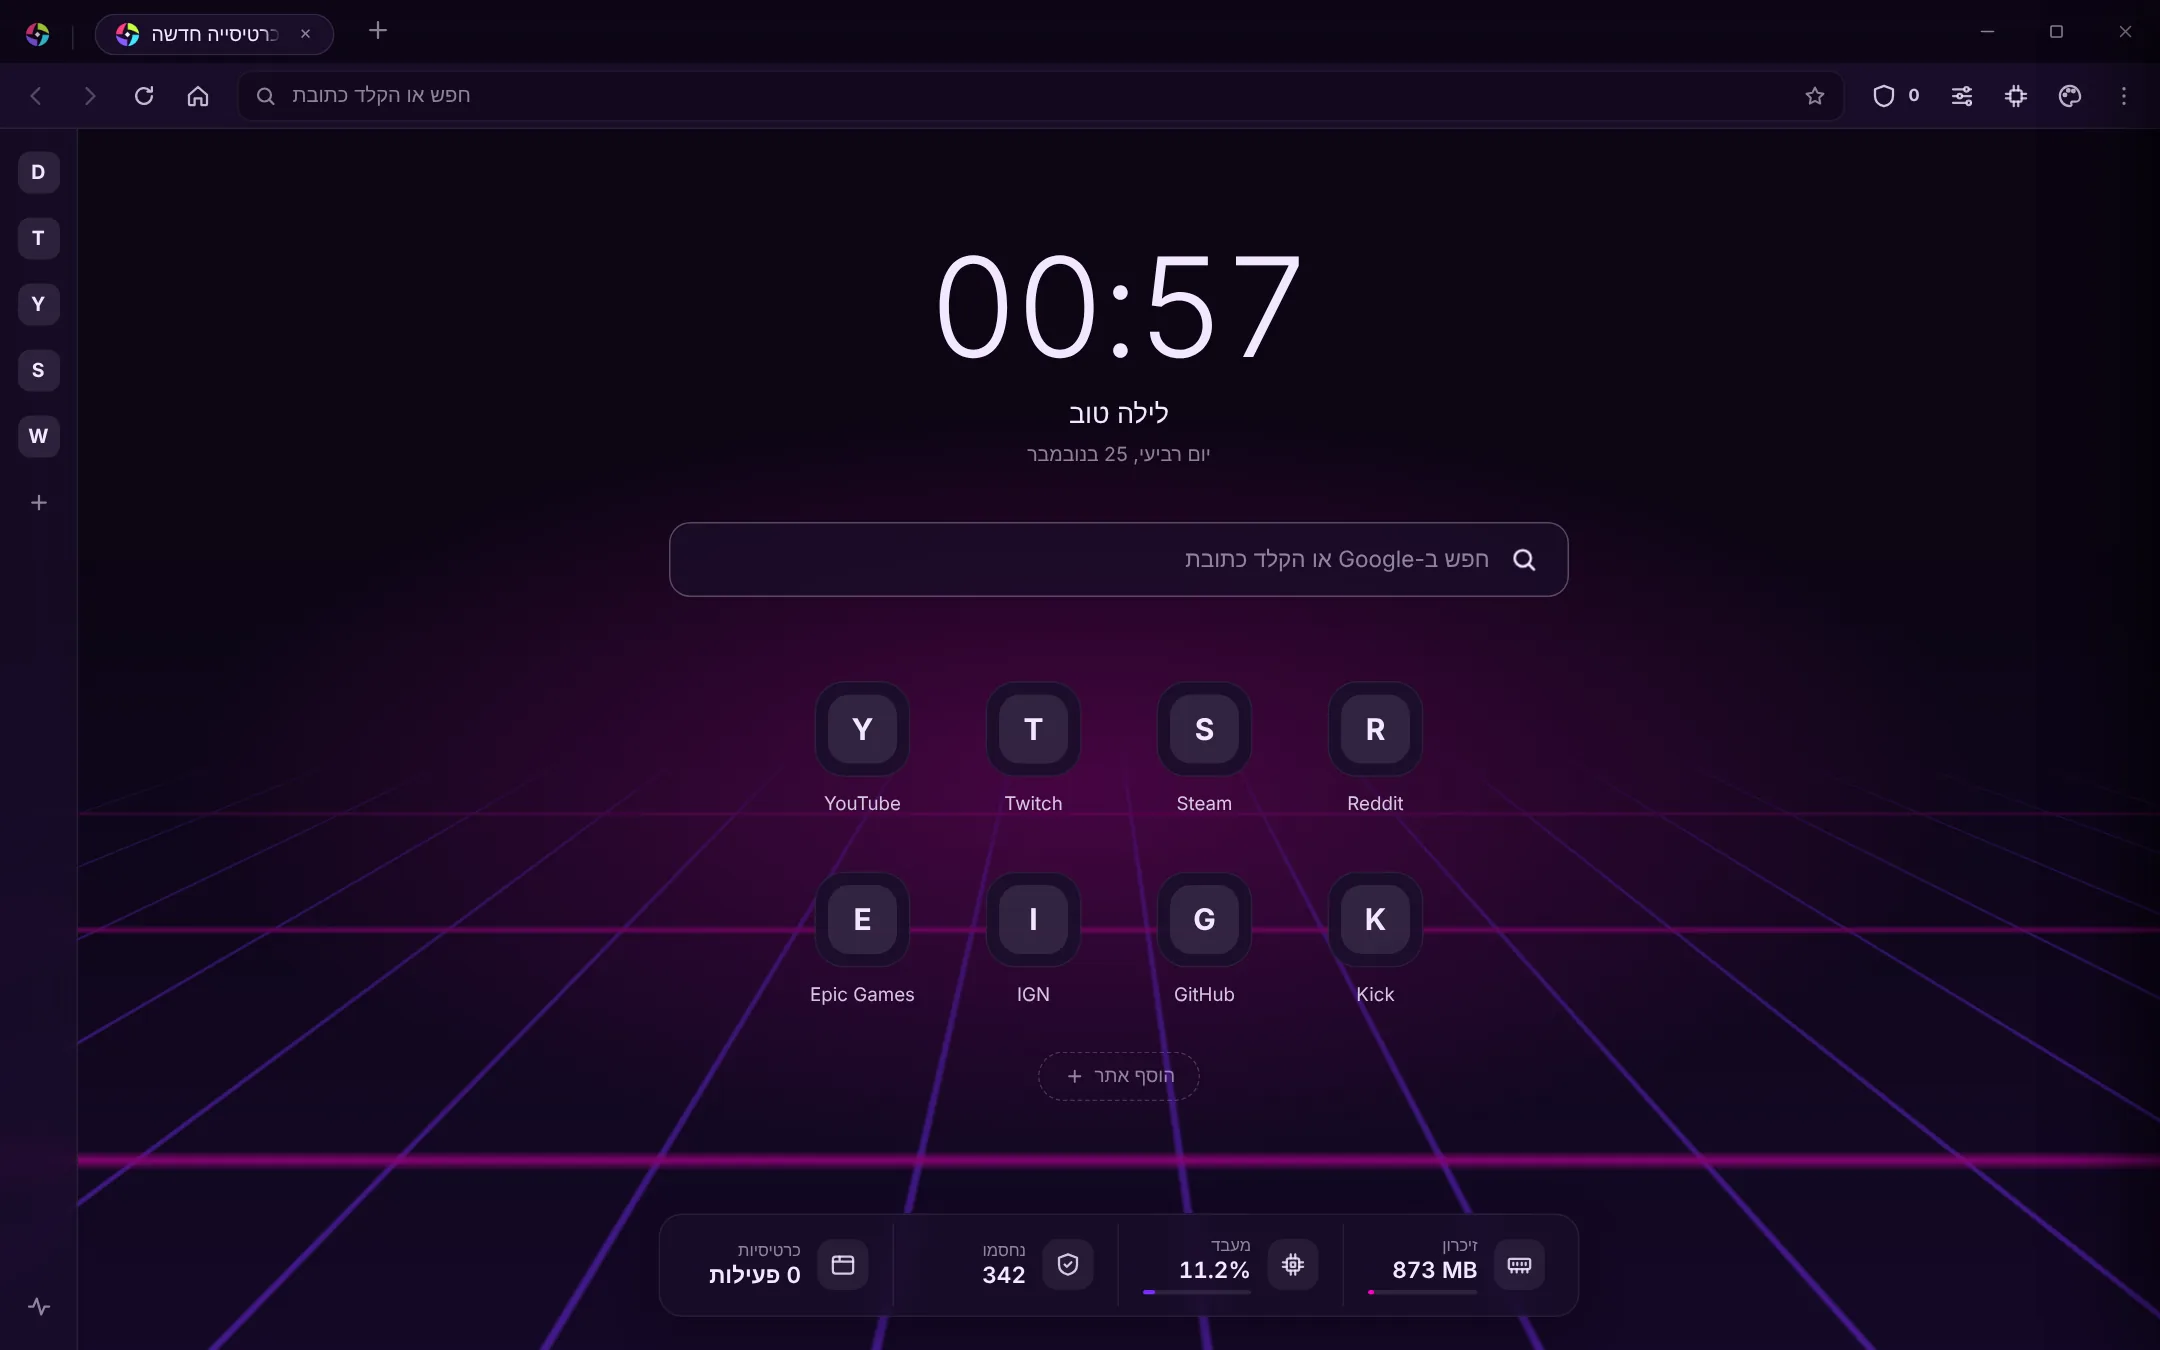 כרטיסייה חדשה
חפש או הקלד כתובת
0
D
T
Y
S
W
00:57
לילה טוב
יום רביעי, 25 בנובמבר
חפש ב-Google או הקלד כתובת
Y
T
S
R
YouTube
Twitch
Steam
Reddit
E
I
G
K
Epic Games
IGN
GitHub
Kick
הוסף אתר
זיכרון
873 MB
מעבד
11.2%
נחסמו
342
כרטיסיות
0 פעילות